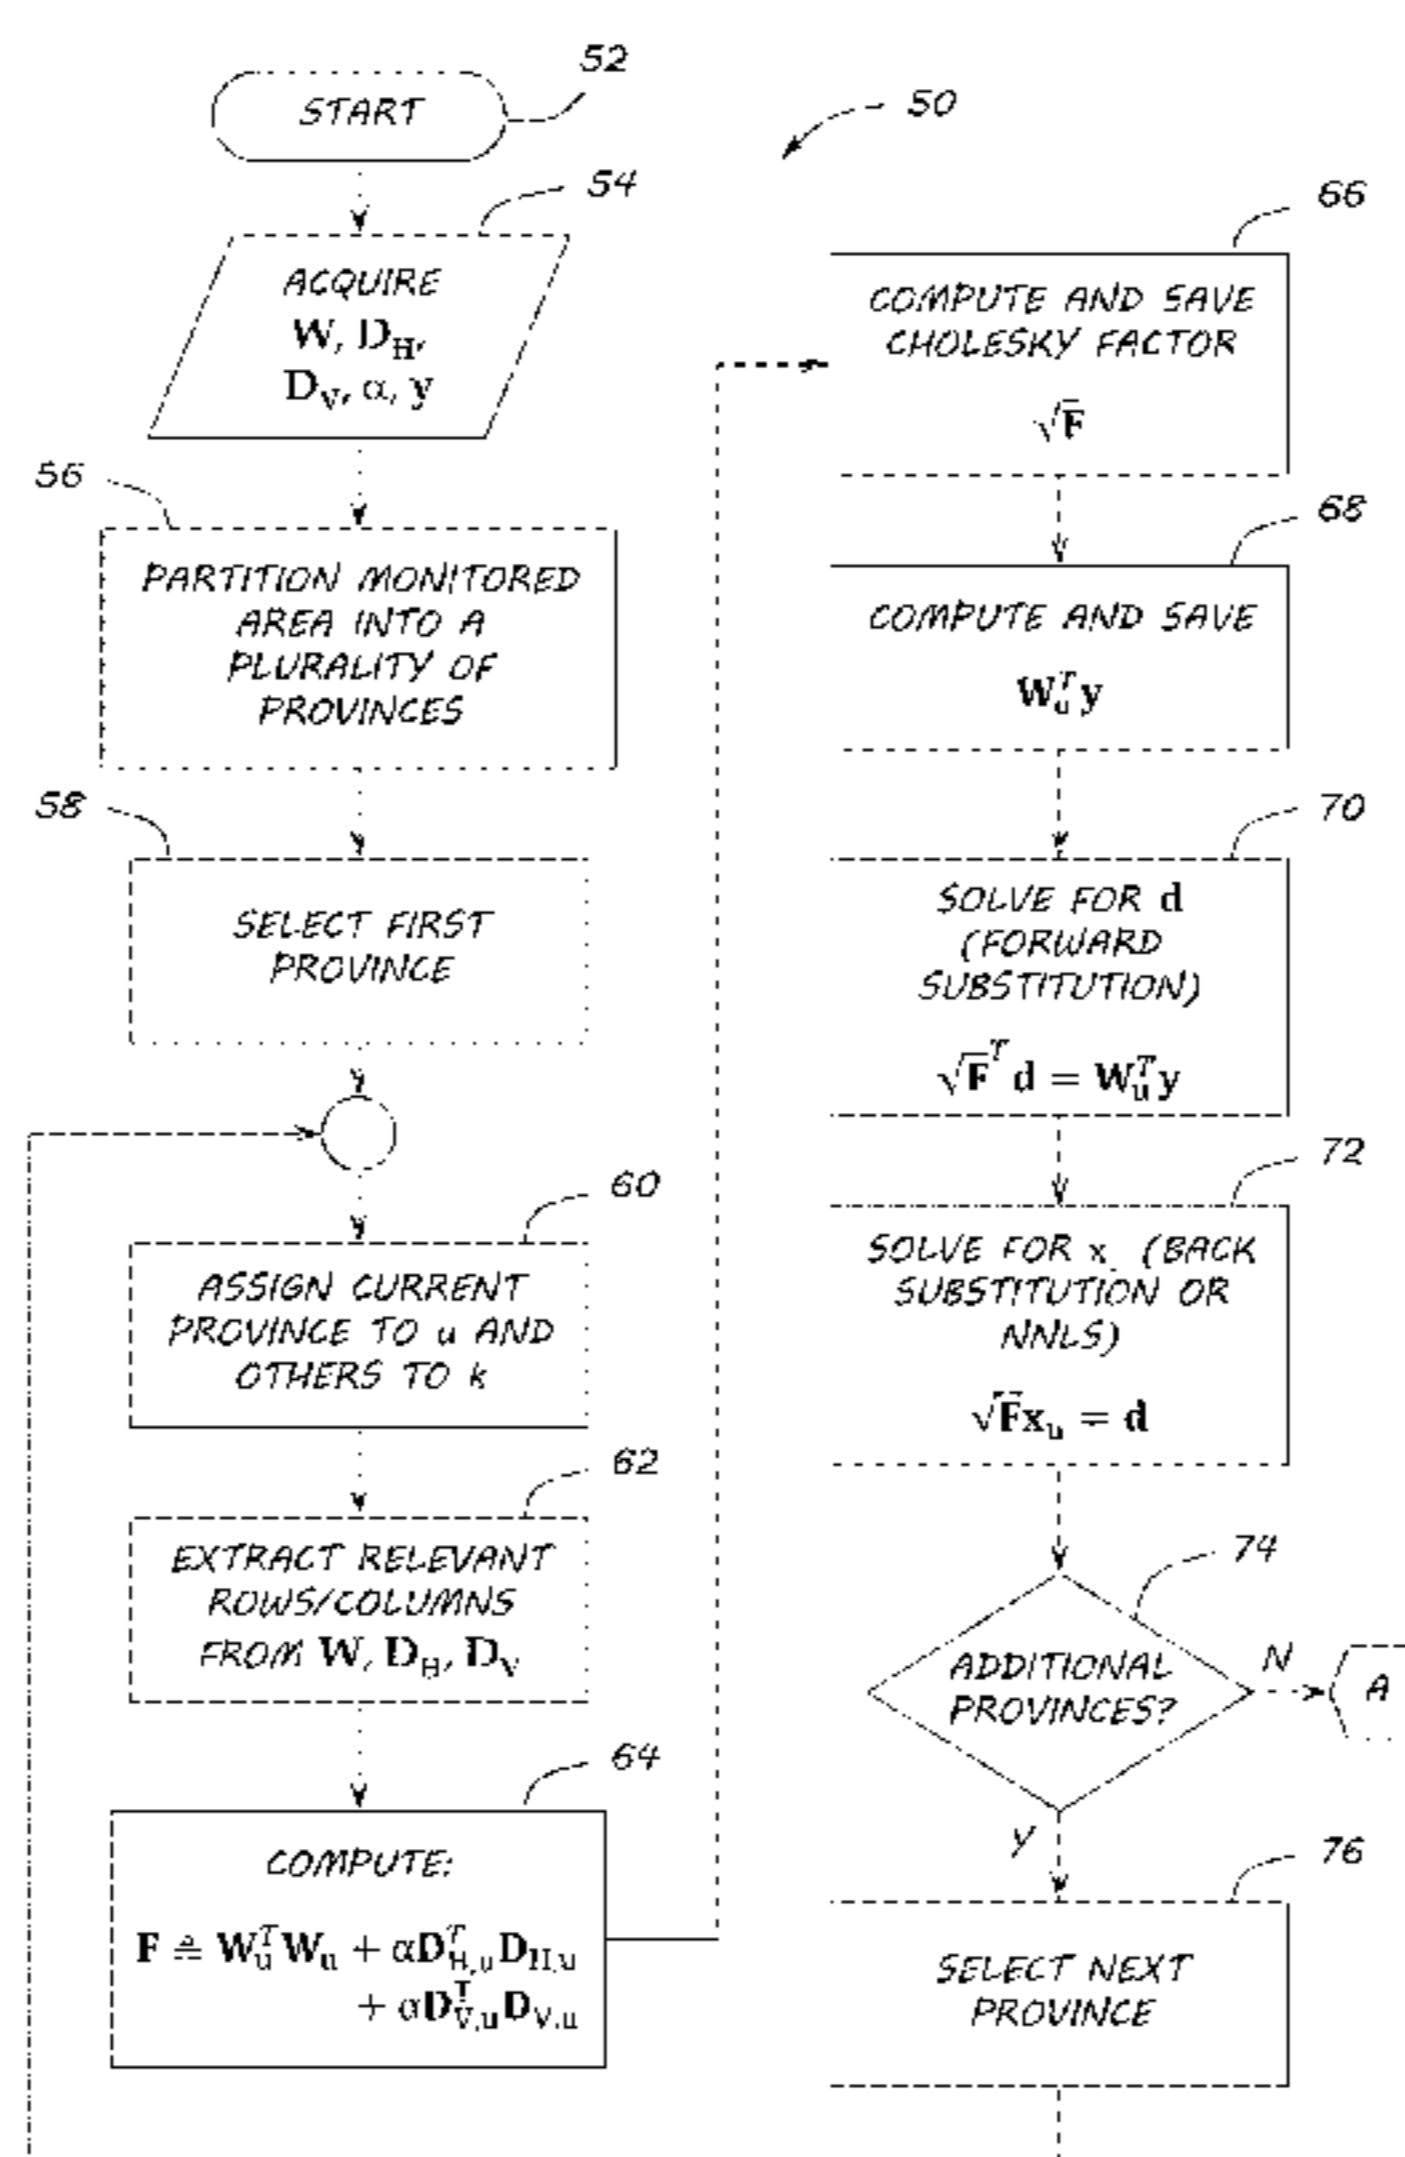 52
START
50
54
ACQUIRE
W, D_H,
D_V, α, y
56
PARTITION MONITORED
AREA INTO A
PLURALITY OF
PROVINCES
58
SELECT FIRST
PROVINCE
60
ASSIGN CURRENT
PROVINCE TO u AND
OTHERS TO k
62
EXTRACT RELEVANT
ROWS/COLUMNS
FROM W, D_H, D_V
64
COMPUTE:
F ≜ W_u^T W_u + αD_{H,u}^T D_{H,u}
+ αD_{V,u}^T D_{V,u}
66
COMPUTE AND SAVE
CHOLESKY FACTOR
√F
68
COMPUTE AND SAVE
W_u^T y
70
SOLVE FOR d
(FORWARD
SUBSTITUTION)
√F^T d = W_u^T y
72
SOLVE FOR x (BACK
SUBSTITUTION OR
NNLS)
√F x_u = d
74
ADDITIONAL
PROVINCES?
N
A
Y
76
SELECT NEXT
PROVINCE